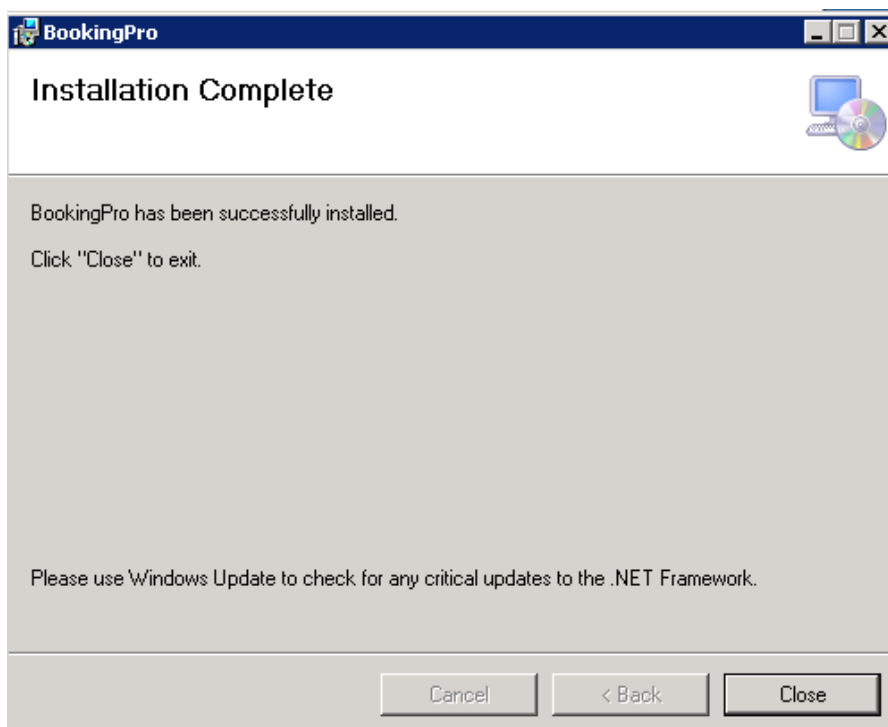 BookingPro
Installation Complete
BookingPro has been successfully installed.
Click "Close" to exit.
Please use Windows Update to check for any critical updates to the .NET Framework.
Cancel
< Back
Close